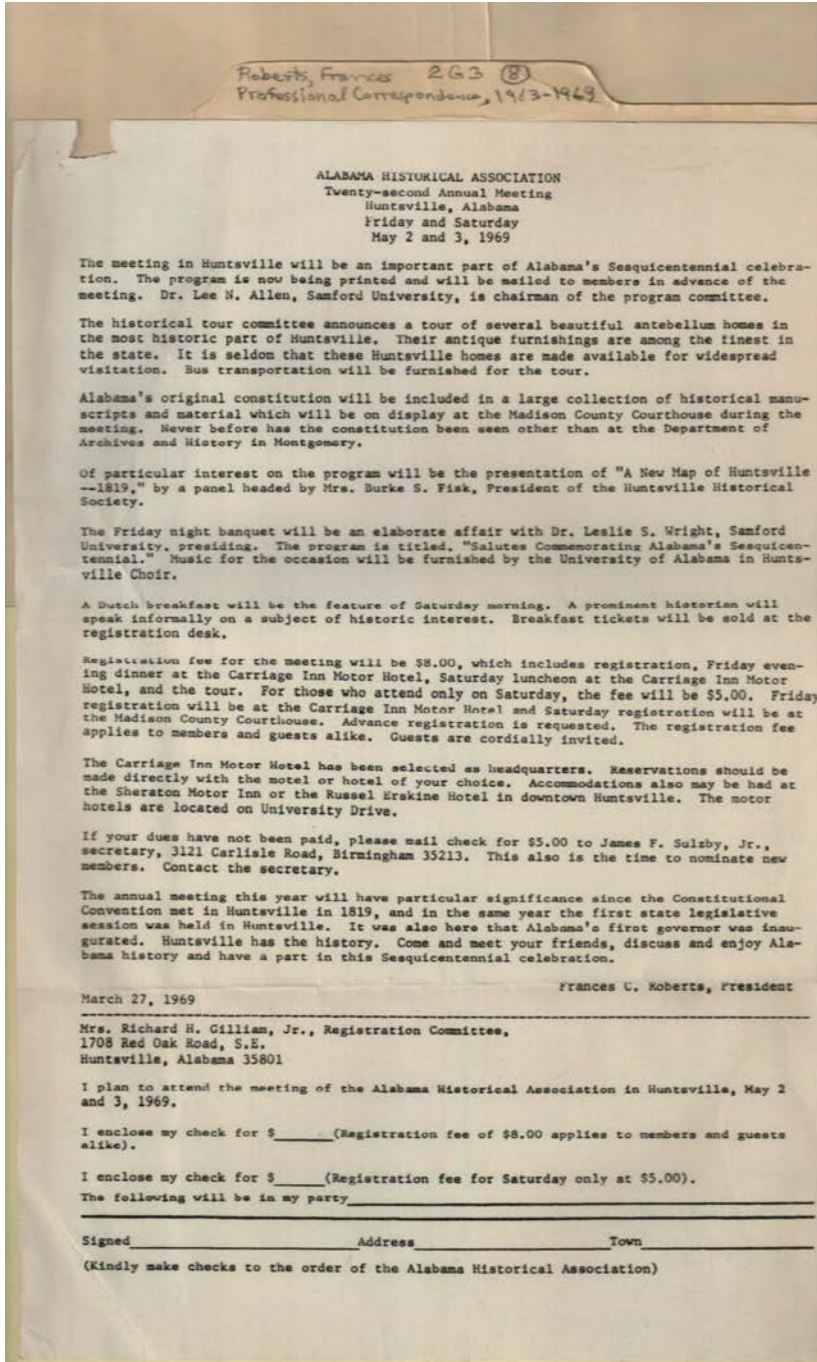 Roberts, Frances 2G3 (8)
Professional Correspondence, 1963-1969
ALABAMA HISTORICAL ASSOCIATION
Twenty-second Annual Meeting
Huntsville, Alabama
Friday and Saturday
May 2 and 3, 1969
The meeting in Huntsville will be an important part of Alabama's Sesquicentennial celebra-
tion. The program is now being printed and will be mailed to members in advance of the
meeting. Dr. Lee N. Allen, Samford University, is chairman of the program committee.
The historical tour committee announces a tour of several beautiful antebellum homes in
the most historic part of Huntsville. Their antique furnishings are among the finest in
the state. It is seldom that these Huntsville homes are made available for widespread
visitation. Bus transportation will be furnished for the tour.
Alabama's original constitution will be included in a large collection of historical manu-
scripts and material which will be on display at the Madison County Courthouse during the
meeting. Never before has the constitution been seen other than at the Department of
Archives and History in Montgomery.
Of particular interest on the program will be the presentation of "A New Map of Huntsville
--1819," by a panel headed by Mrs. Burke S. Fisk, President of the Huntsville Historical
Society.
The Friday night banquet will be an elaborate affair with Dr. Leslie S. Wright, Samford
University, presiding. The program is titled, "Salutes Commemorating Alabama's Sesquicen-
tennial." Music for the occasion will be furnished by the University of Alabama in Hunts-
ville Choir.
A Dutch breakfast will be the feature of Saturday morning. A prominent historian will
speak informally on a subject of historic interest. Breakfast tickets will be sold at the
registration desk.
Registration fee for the meeting will be $8.00, which includes registration, Friday even-
ing dinner at the Carriage Inn Motor Hotel, Saturday luncheon at the Carriage Inn Motor
Hotel, and the tour. For those who attend only on Saturday, the fee will be $5.00. Friday
registration will be at the Carriage Inn Motor Hotel and Saturday registration will be at
the Madison County Courthouse. Advance registration is requested. The registration fee
applies to members and guests alike. Guests are cordially invited.
The Carriage Inn Motor Hotel has been selected as headquarters. Reservations should be
made directly with the motel or hotel of your choice. Accommodations also may be had at
the Sheraton Motor Inn or the Russel Erskine Hotel in downtown Huntsville. The motor
hotels are located on University Drive.
If your dues have not been paid, please mail check for $5.00 to James F. Sulzby, Jr.,
secretary, 3121 Carlisle Road, Birmingham 35213. This also is the time to nominate new
members. Contact the secretary.
The annual meeting this year will have particular significance since the Constitutional
Convention met in Huntsville in 1819, and in the same year the first state legislative
session was held in Huntsville. It was also here that Alabama's first governor was inau-
gurated. Huntsville has the history. Come and meet your friends, discuss and enjoy Ala-
bama history and have a part in this Sesquicentennial celebration.
Frances C. Roberts, President
March 27, 1969
Mrs. Richard H. Gilliam, Jr., Registration Committee,
1708 Red Oak Road, S.E.
Huntsville, Alabama 35801
I plan to attend the meeting of the Alabama Historical Association in Huntsville, May 2
and 3, 1969.
I enclose my check for $______(Registration fee of $8.00 applies to members and guests
alike).
I enclose my check for $_____(Registration fee for Saturday only at $5.00).
The following will be in my party
Signed Address Town
(Kindly make checks to the order of the Alabama Historical Association)